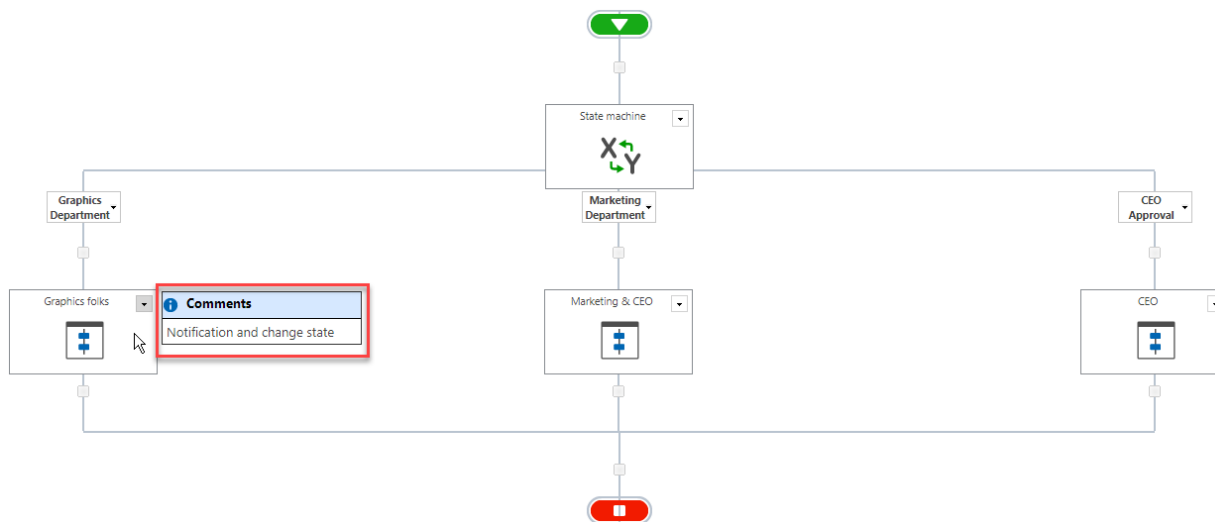 State machine
Graphics
Department
Marketing
Department
CEO
Approval
Graphics folks
Comments
Notification and change state
Marketing & CEO
CEO